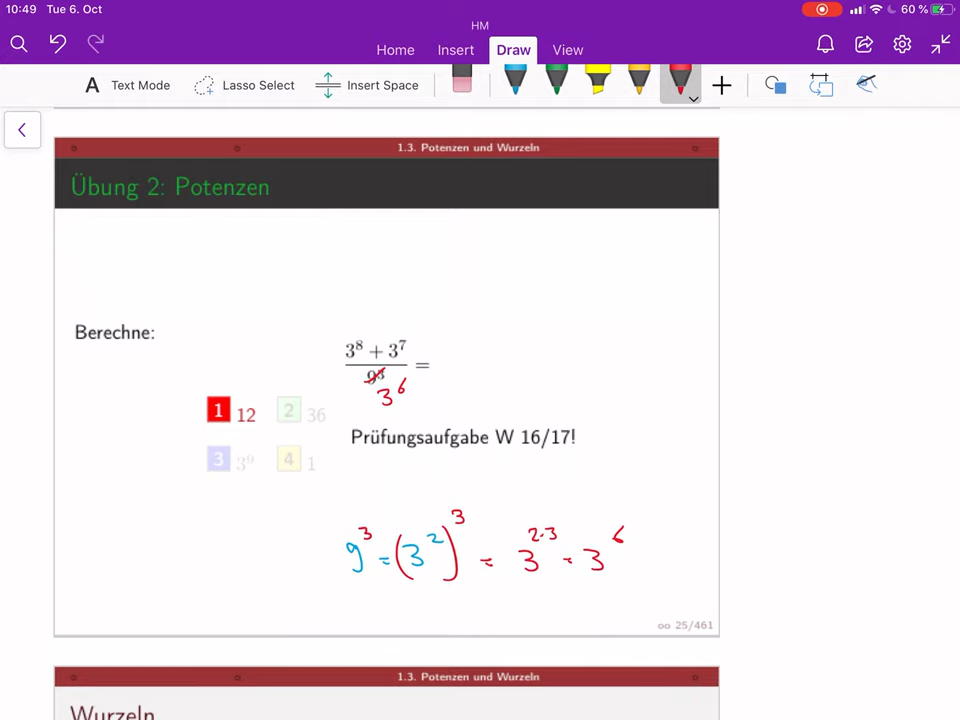 10:49 Tue 6. Oct
60 %
HM
Home Insert Draw View
A Text Mode Lasso Select Insert Space
1.3. Potenzen und Wurzeln
Übung 2: Potenzen
Berechne:
3⁸ + 3⁷
9³ =
3⁶
1 12 2 36
3 3⁹ 4 1
Prüfungsaufgabe W 16/17!
9³ = (3²)³ = 3²·³ = 3⁶
oo 25/461
1.3. Potenzen und Wurzeln
Wurzeln